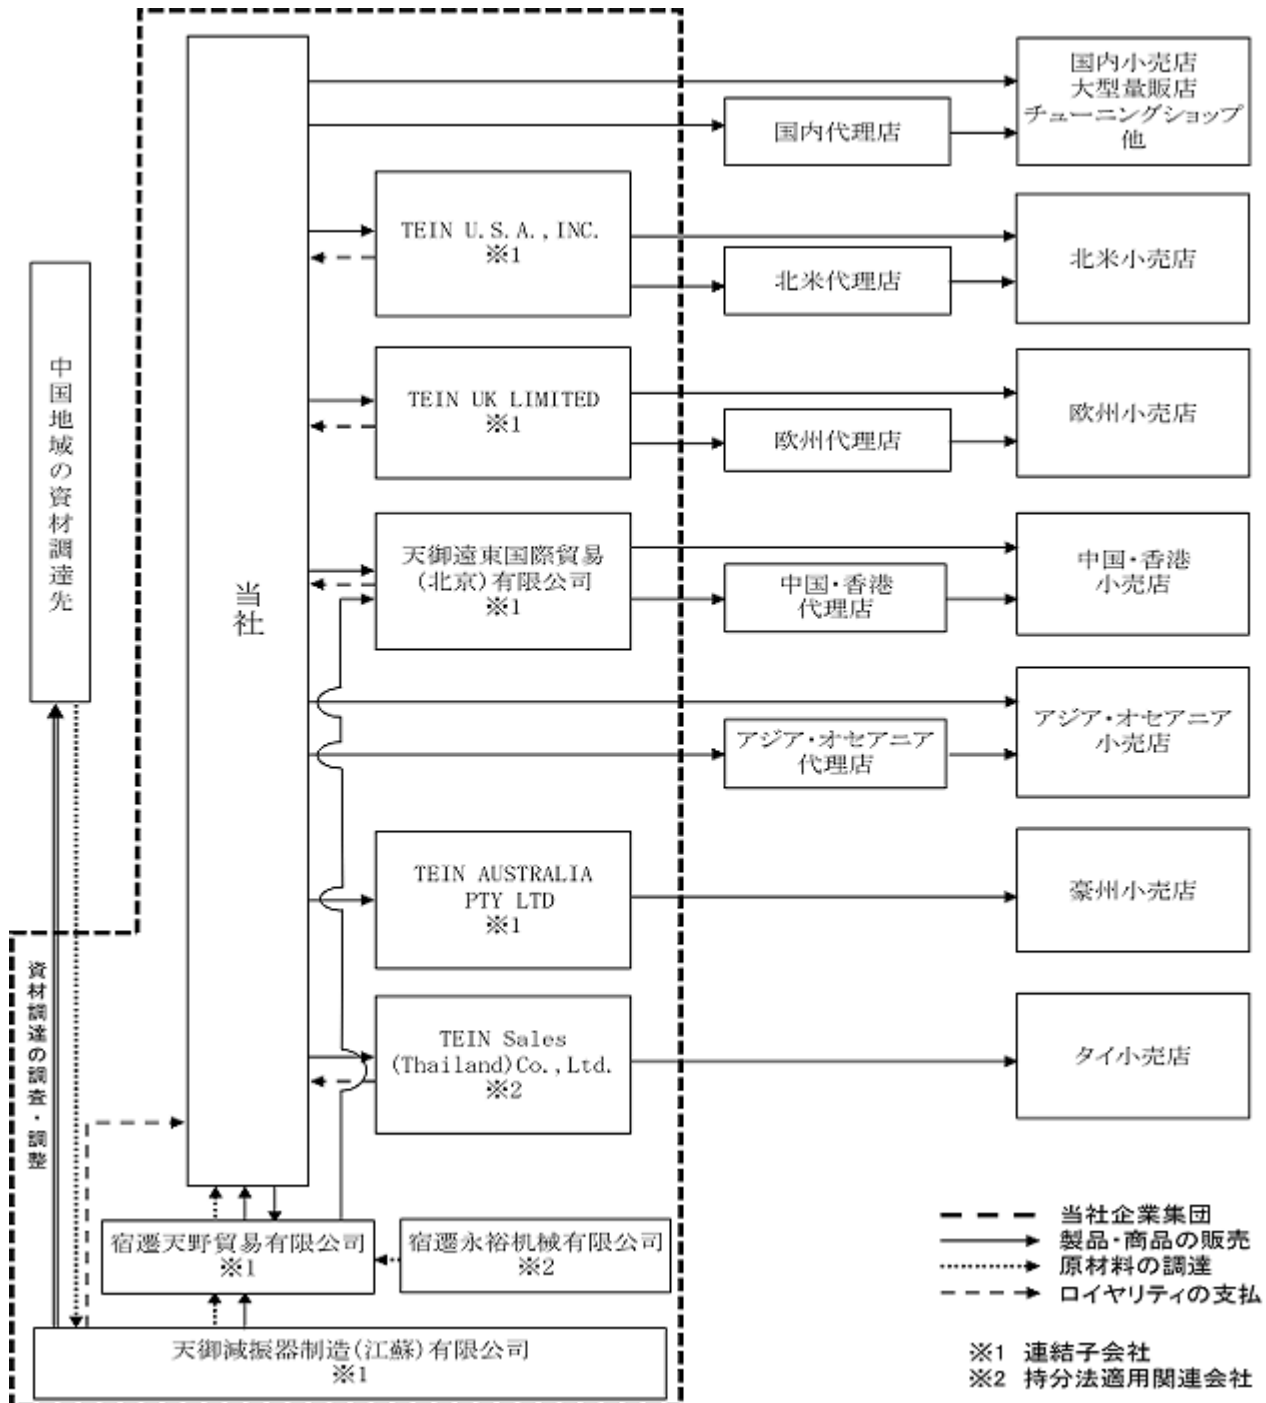 国内小売店
大型量販店
チューニングショップ
他
国内代理店
TEIN U.S.A.,INC.
※1
北米代理店
北米小売店
中国地域の資材調達先
当社
TEIN UK LIMITED
※1
欧州代理店
欧州小売店
天御遠東国際貿易
(北京)有限公司
※1
中国・香港
代理店
中国・香港
小売店
アジア・オセアニア
代理店
アジア・オセアニア
小売店
TEIN AUSTRALIA
PTY LTD
※1
豪州小売店
資材調達の調査・調整
TEIN Sales
(Thailand)Co.,Ltd.
※2
タイ小売店
宿遷天野貿易有限公司
※1
宿遷永裕机械有限公司
※2
天御減振器制造(江蘇)有限公司
※1
当社企業集団
製品・商品の販売
原材料の調達
ロイヤリティの支払
※1 連結子会社
※2 持分法適用関連会社